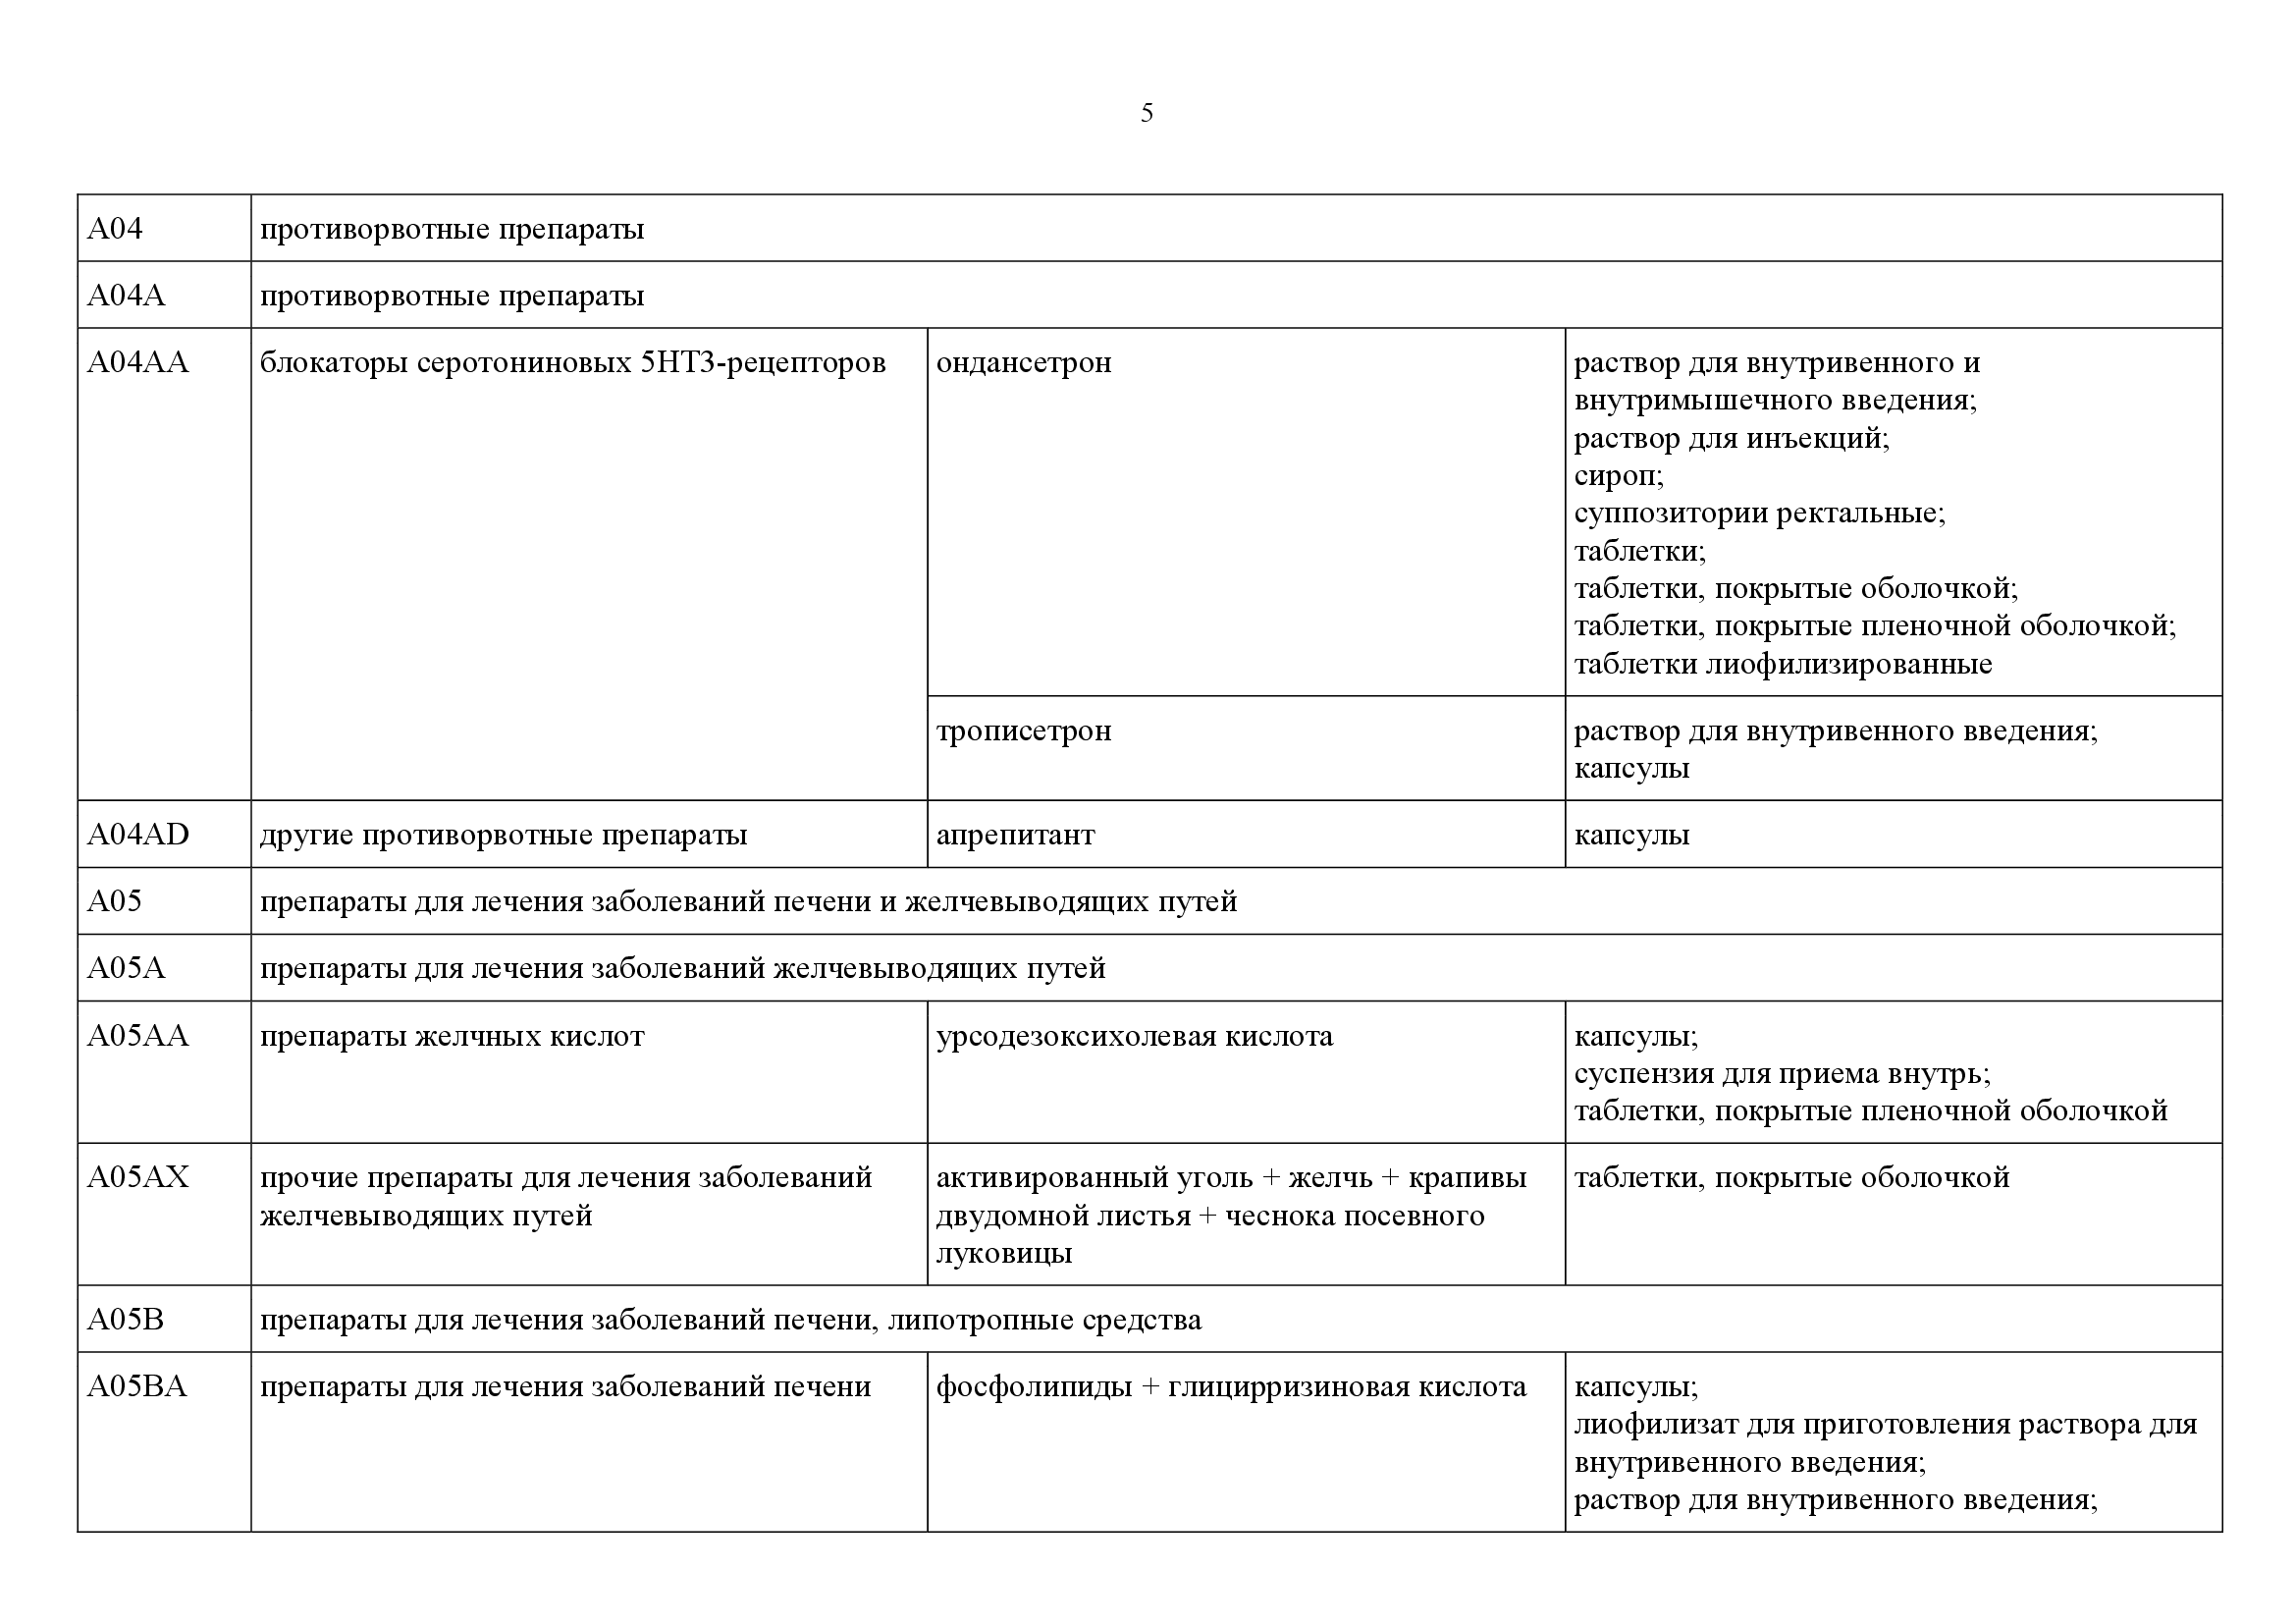 5
A04 противорвотные препараты
A04A противорвотные препараты
A04AA блокаторы серотониновых 5HT3-рецепторов ондансетрон раствор для внутривенного и
внутримышечного введения;
раствор для инъекций;
сироп;
суппозитории ректальные;
таблетки;
таблетки, покрытые оболочкой;
таблетки, покрытые пленочной оболочкой;
таблетки лиофилизированные
трописетрон раствор для внутривенного введения;
капсулы
A04AD другие противорвотные препараты апрепитант капсулы
A05 препараты для лечения заболеваний печени и желчевыводящих путей
A05A препараты для лечения заболеваний желчевыводящих путей
A05AA препараты желчных кислот урсодезоксихолевая кислота капсулы;
суспензия для приема внутрь;
таблетки, покрытые пленочной оболочкой
A05AX прочие препараты для лечения заболеваний активированный уголь + желчь + крапивы таблетки, покрытые оболочкой
желчевыводящих путей двудомной листья + чеснока посевного
луковицы
A05B препараты для лечения заболеваний печени, липотропные средства
A05BA препараты для лечения заболеваний печени фосфолипиды + глицирризиновая кислота капсулы;
лиофилизат для приготовления раствора для
внутривенного введения;
раствор для внутривенного введения;